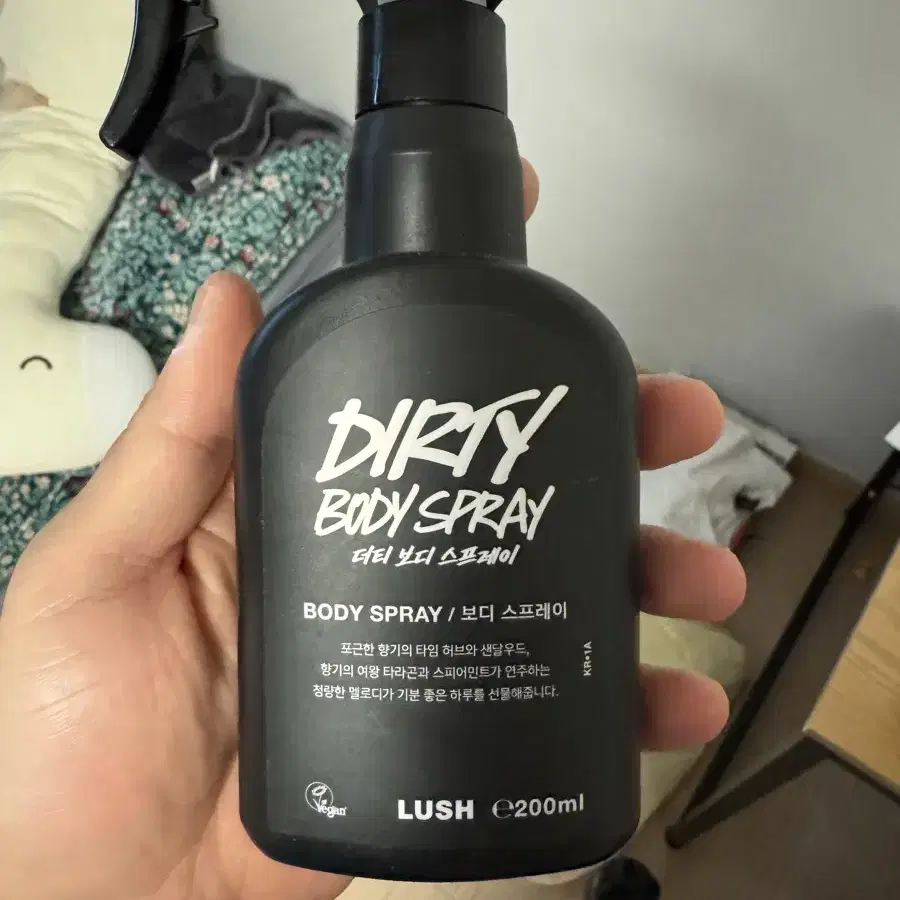 DIRTY
BODY SPRAY
더티 보디 스프레이
BODY SPRAY / 보디 스프레이
포근한 향기의 타임 허브와 샌달우드,
향기의 여왕 타라곤과 스피어민트가 연주하는
청량한 멜로디가 기분 좋은 하루를 선물해줍니다.
KR•1A
Vegan
LUSH ℮200ml